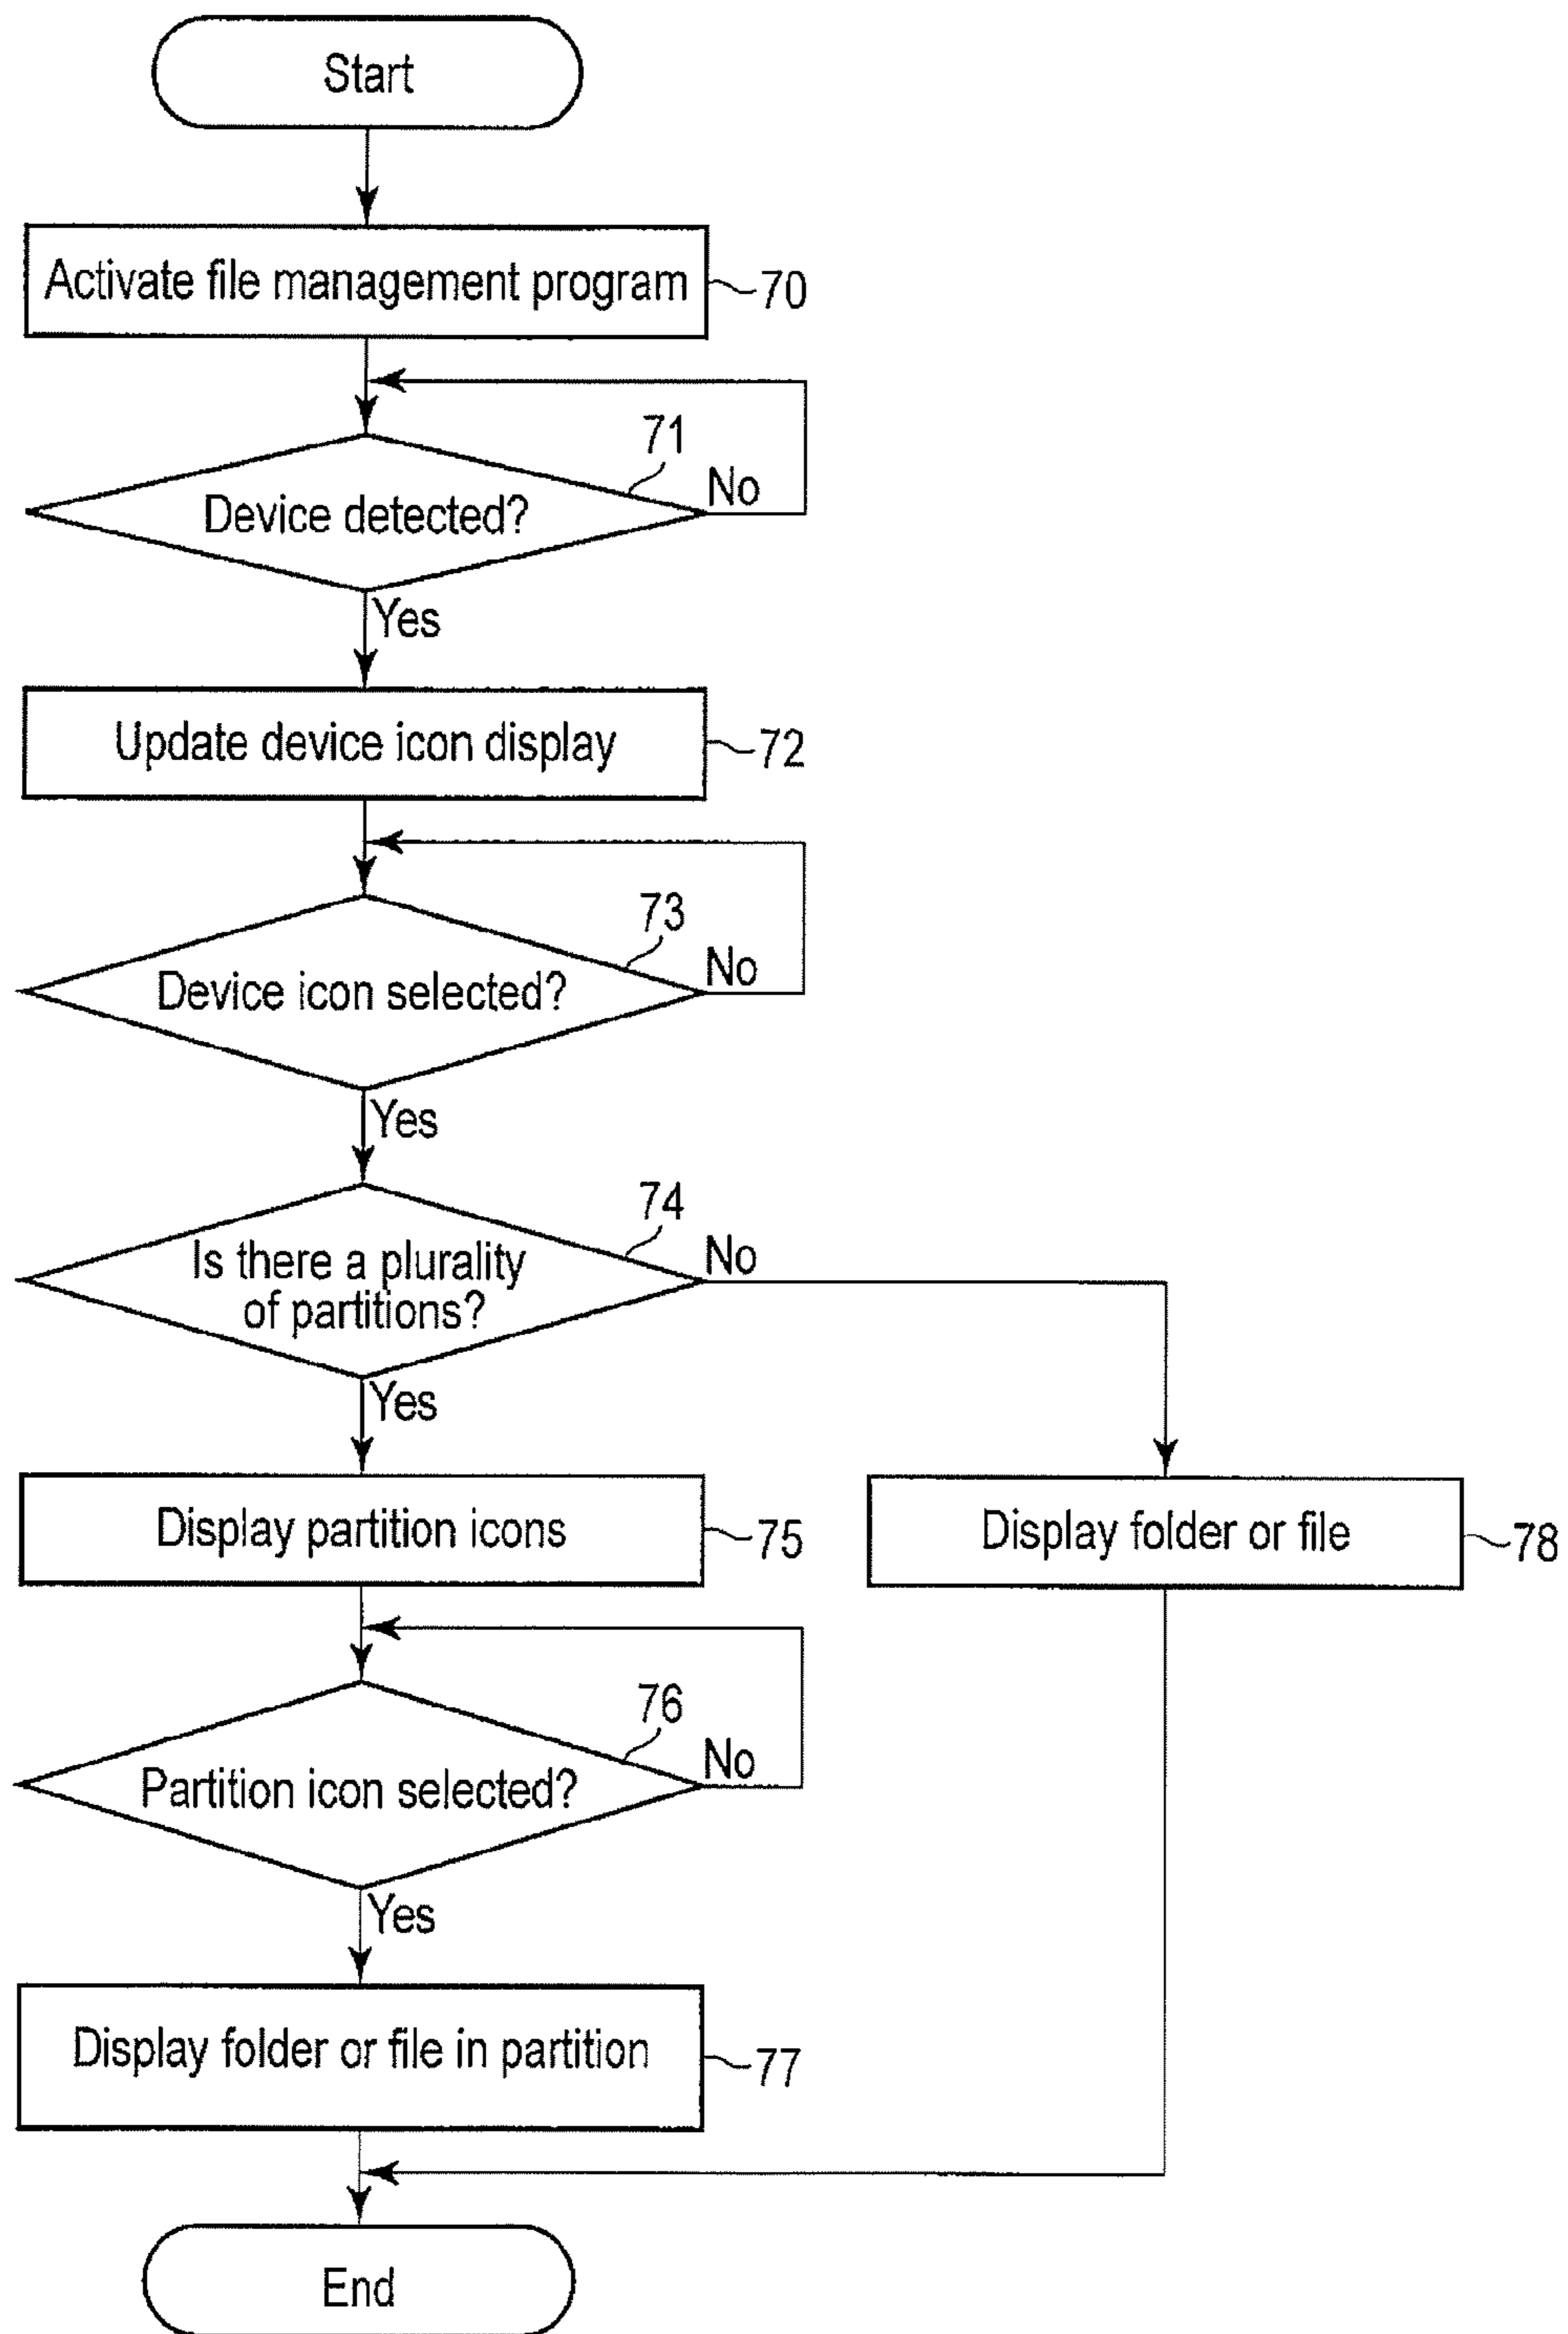 Start
Activate file management program
70
71
Device detected?
No
Yes
Update device icon display
72
73
Device icon selected?
No
Yes
74
Is there a plurality
of partitions?
No
Yes
Display partition icons
75
Display folder or file
78
76
Partition icon selected?
No
Yes
Display folder or file in partition
77
End